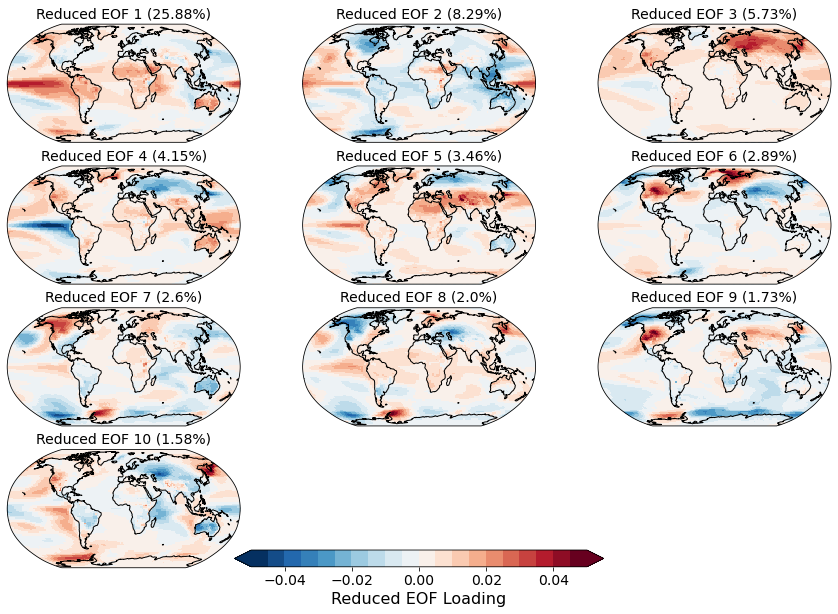 Reduced EOF 1 (25.88%)
Reduced EOF 2 (8.29%)
Reduced EOF 3 (5.73%)
Reduced EOF 4 (4.15%)
Reduced EOF 5 (3.46%)
Reduced EOF 6 (2.89%)
Reduced EOF 7 (2.6%)
Reduced EOF 8 (2.0%)
Reduced EOF 9 (1.73%)
Reduced EOF 10 (1.58%)
−0.04 −0.02 0.00 0.02 0.04
Reduced EOF Loading